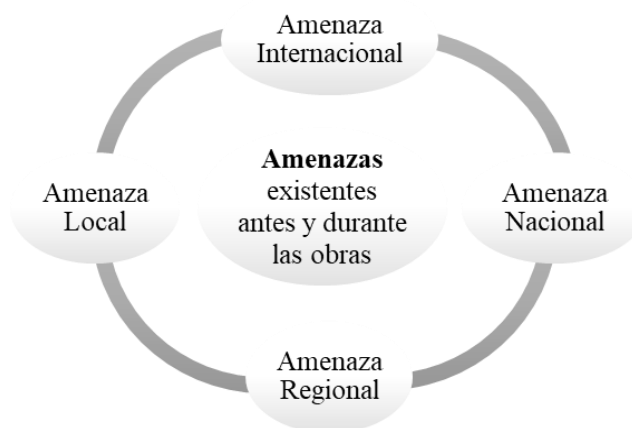 Amenaza
Internacional
Amenazas
existentes
antes y durante
las obras
Amenaza
Local
Amenaza
Nacional
Amenaza
Regional